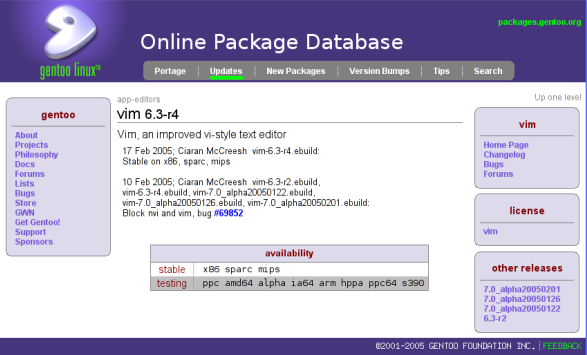 packages.gentoo.org
gentoo linux™
Online Package Database
Portage Updates New Packages Version Bumps Tips Search
gentoo
About
Projects
Philosophy
Docs
Forums
Lists
Bugs
Store
GWN
Get Gentoo!
Support
Sponsors
app-editors
Up one level
vim 6.3-r4
Vim, an improved vi-style text editor
17 Feb 2005; Ciaran McCreesh vim-6.3-r4.ebuild:
Stable on x86, sparc, mips
10 Feb 2005; Ciaran McCreesh vim-6.3-r2.ebuild,
vim-6.3-r4.ebuild, vim-7.0_alpha20050122.ebuild,
vim-7.0_alpha20050126.ebuild, vim-7.0_alpha20050201.ebuild:
Block nvi and vim, bug #69852
availability
stable x86 sparc mips
testing ppc amd64 alpha ia64 arm hppa ppc64 s390
vim
Home Page
Changelog
Bugs
Forums
license
vim
other releases
7.0_alpha20050201
7.0_alpha20050126
7.0_alpha20050122
6.3-r2
©2001-2005 GENTOO FOUNDATION INC. FEEDBACK